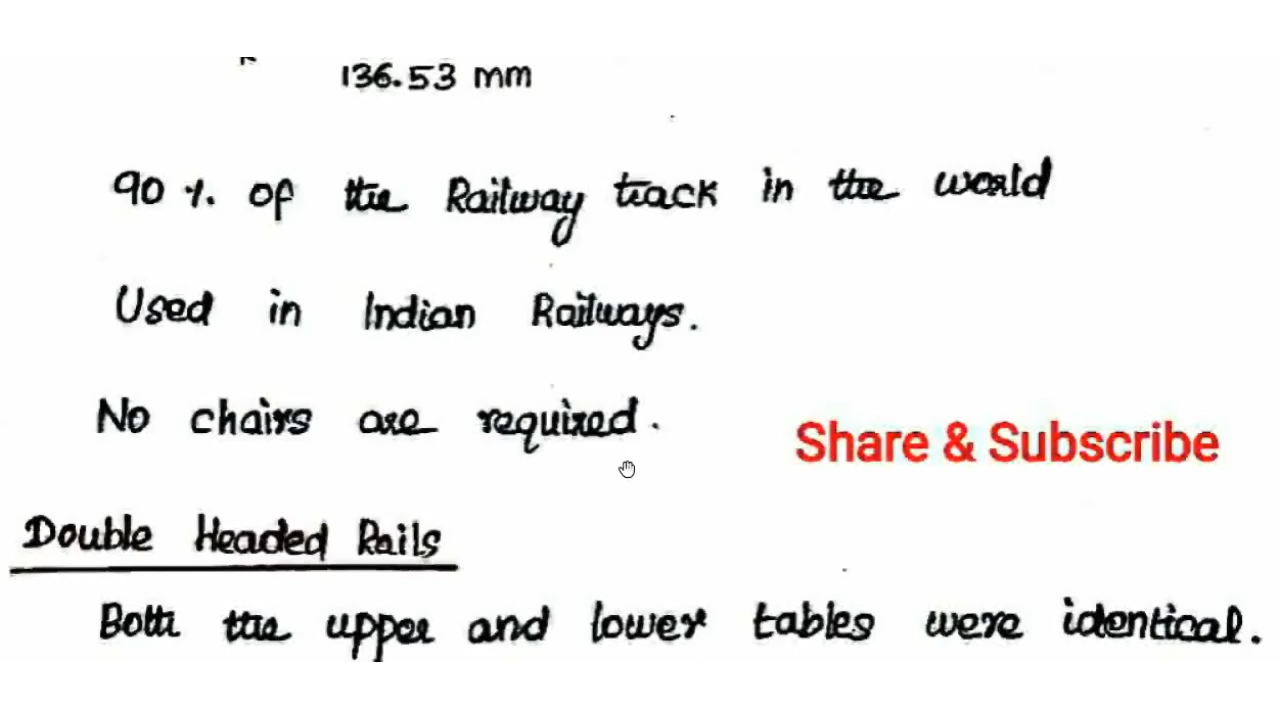 136.53 mm
90 %. of the Railway track in the world
Used in Indian Railways.
No chairs are required.
Share & Subscribe
Double Headed Rails
Both the upper and lower tables were identical.